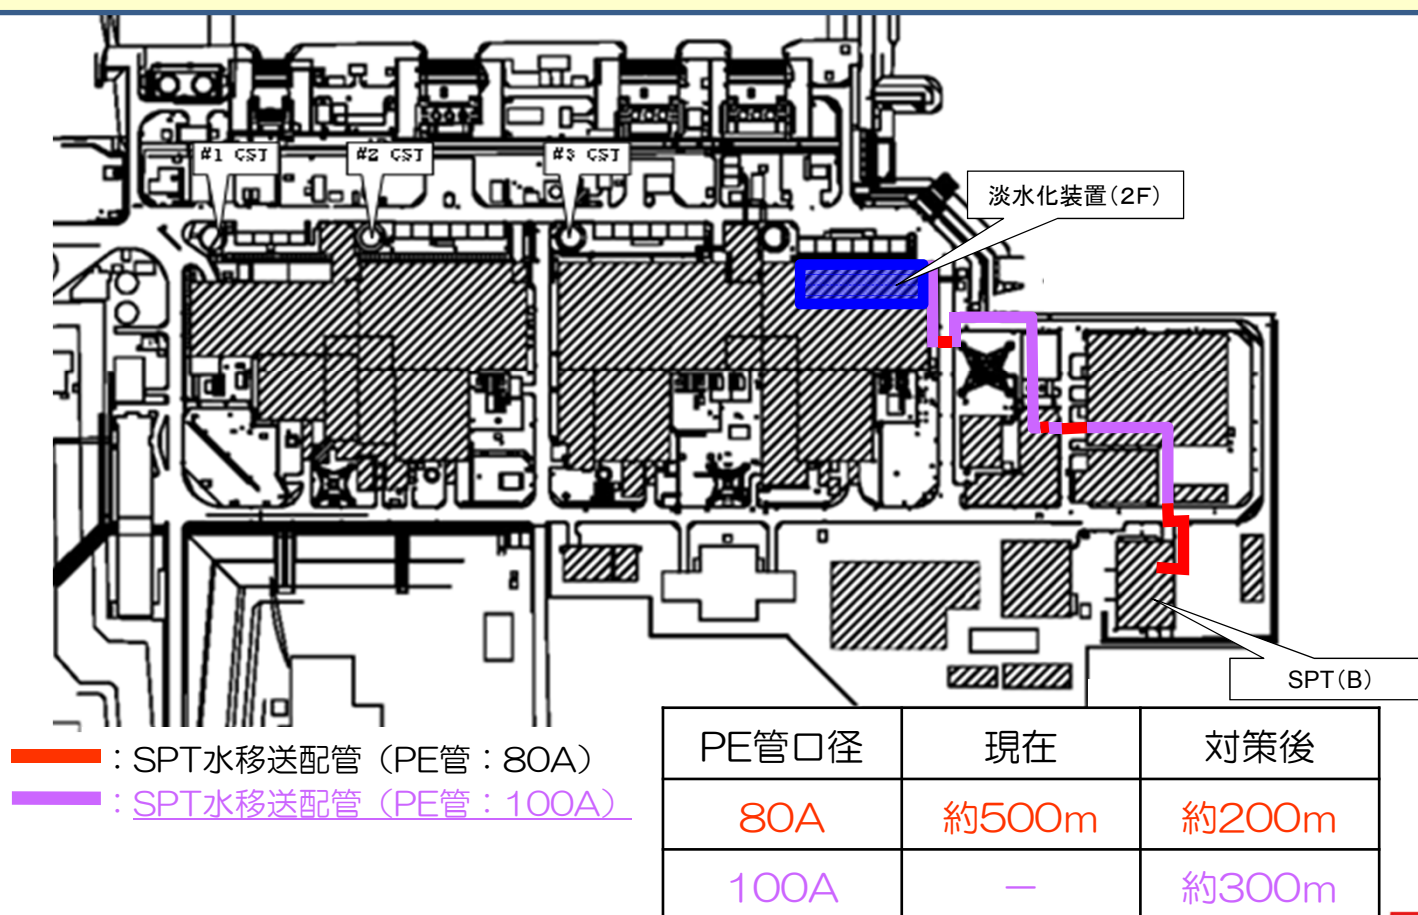 #1 CST
#2 CST
#3 CST
淡水化装置(2F)
SPT(B)
：SPT水移送配管（PE管：80A）
：SPT水移送配管（PE管：100A）
PE管口径 現在 対策後
80A 約500m 約200m
100A － 約300m